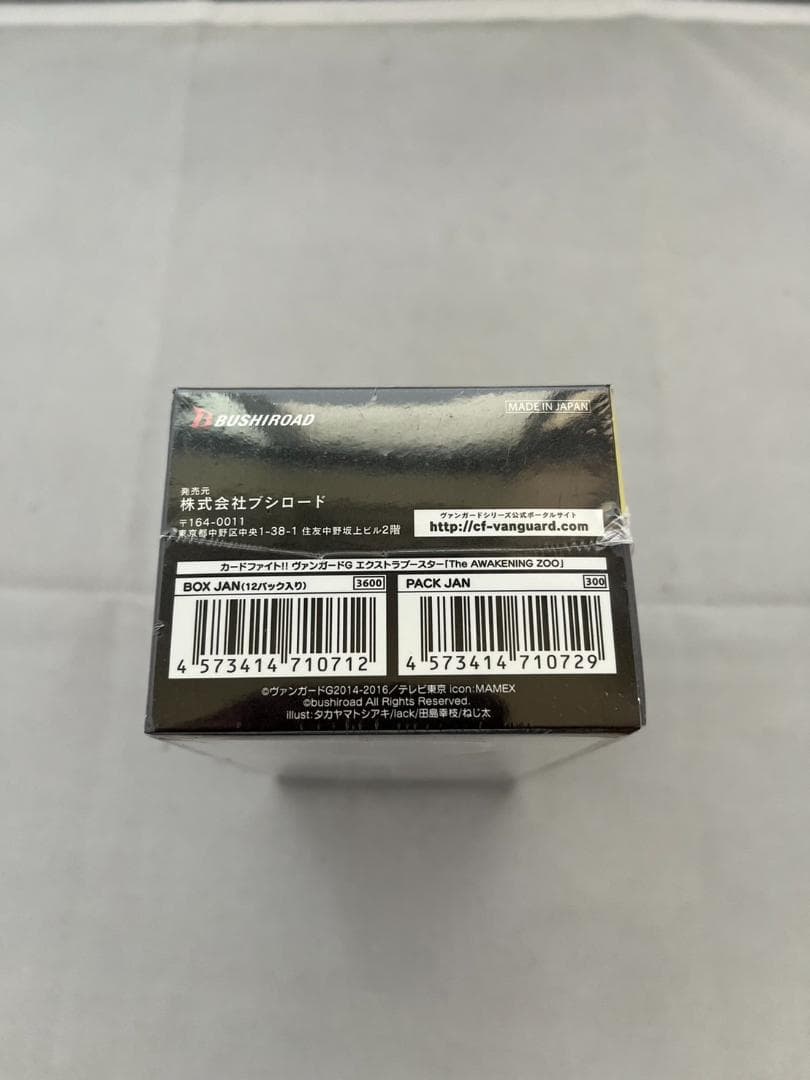 BUSHIROAD
MADE IN JAPAN
発売元
株式会社ブシロード
〒164-0011
東京都中野区中央1-38-1 住友中野坂上ビル2階
ヴァンガードシリーズ公式ポータルサイト
http://cf-vanguard.com
カードファイト!! ヴァンガードG エクストラブースター「The AWAKENING ZOO」
BOX JAN(12パック入り) 3600
4 573414 710712
PACK JAN 300
4 573414 710729
©ヴァンガードG2014-2016／テレビ東京 icon:MAMEX
©bushiroad All Rights Reserved.
illust:タカヤマトシアキ/lack/田島幸枝/ねじ太